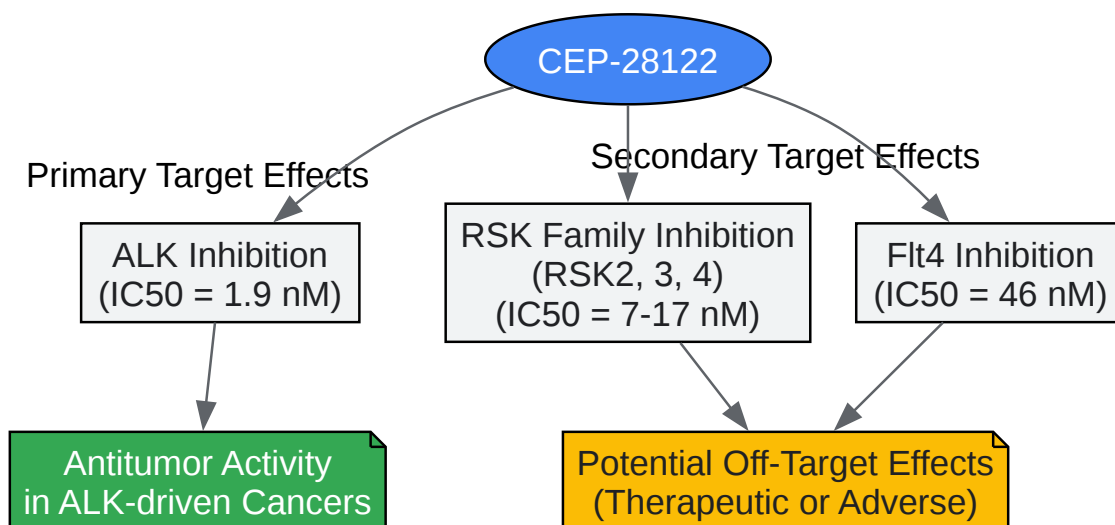 CEP-28122
Primary Target Effects
Secondary Target Effects
ALK Inhibition
(IC50 = 1.9 nM)
RSK Family Inhibition
(RSK2, 3, 4)
(IC50 = 7-17 nM)
Flt4 Inhibition
(IC50 = 46 nM)
Antitumor Activity
in ALK-driven Cancers
Potential Off-Target Effects
(Therapeutic or Adverse)